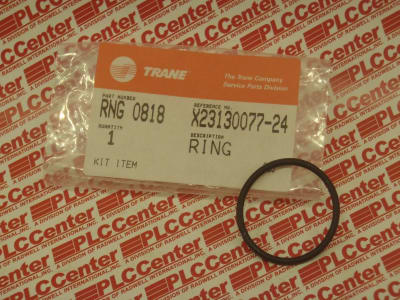 TRANE
The Trane Company
Service Parts Division
PART NUMBER
RNG 0818
REFERENCE NO.
X23130077-24
QUANTITY
1
DESCRIPTION
RING
KIT ITEM
PLCCenter
A DIVISION OF RADWELL INTERNATIONAL, INC.